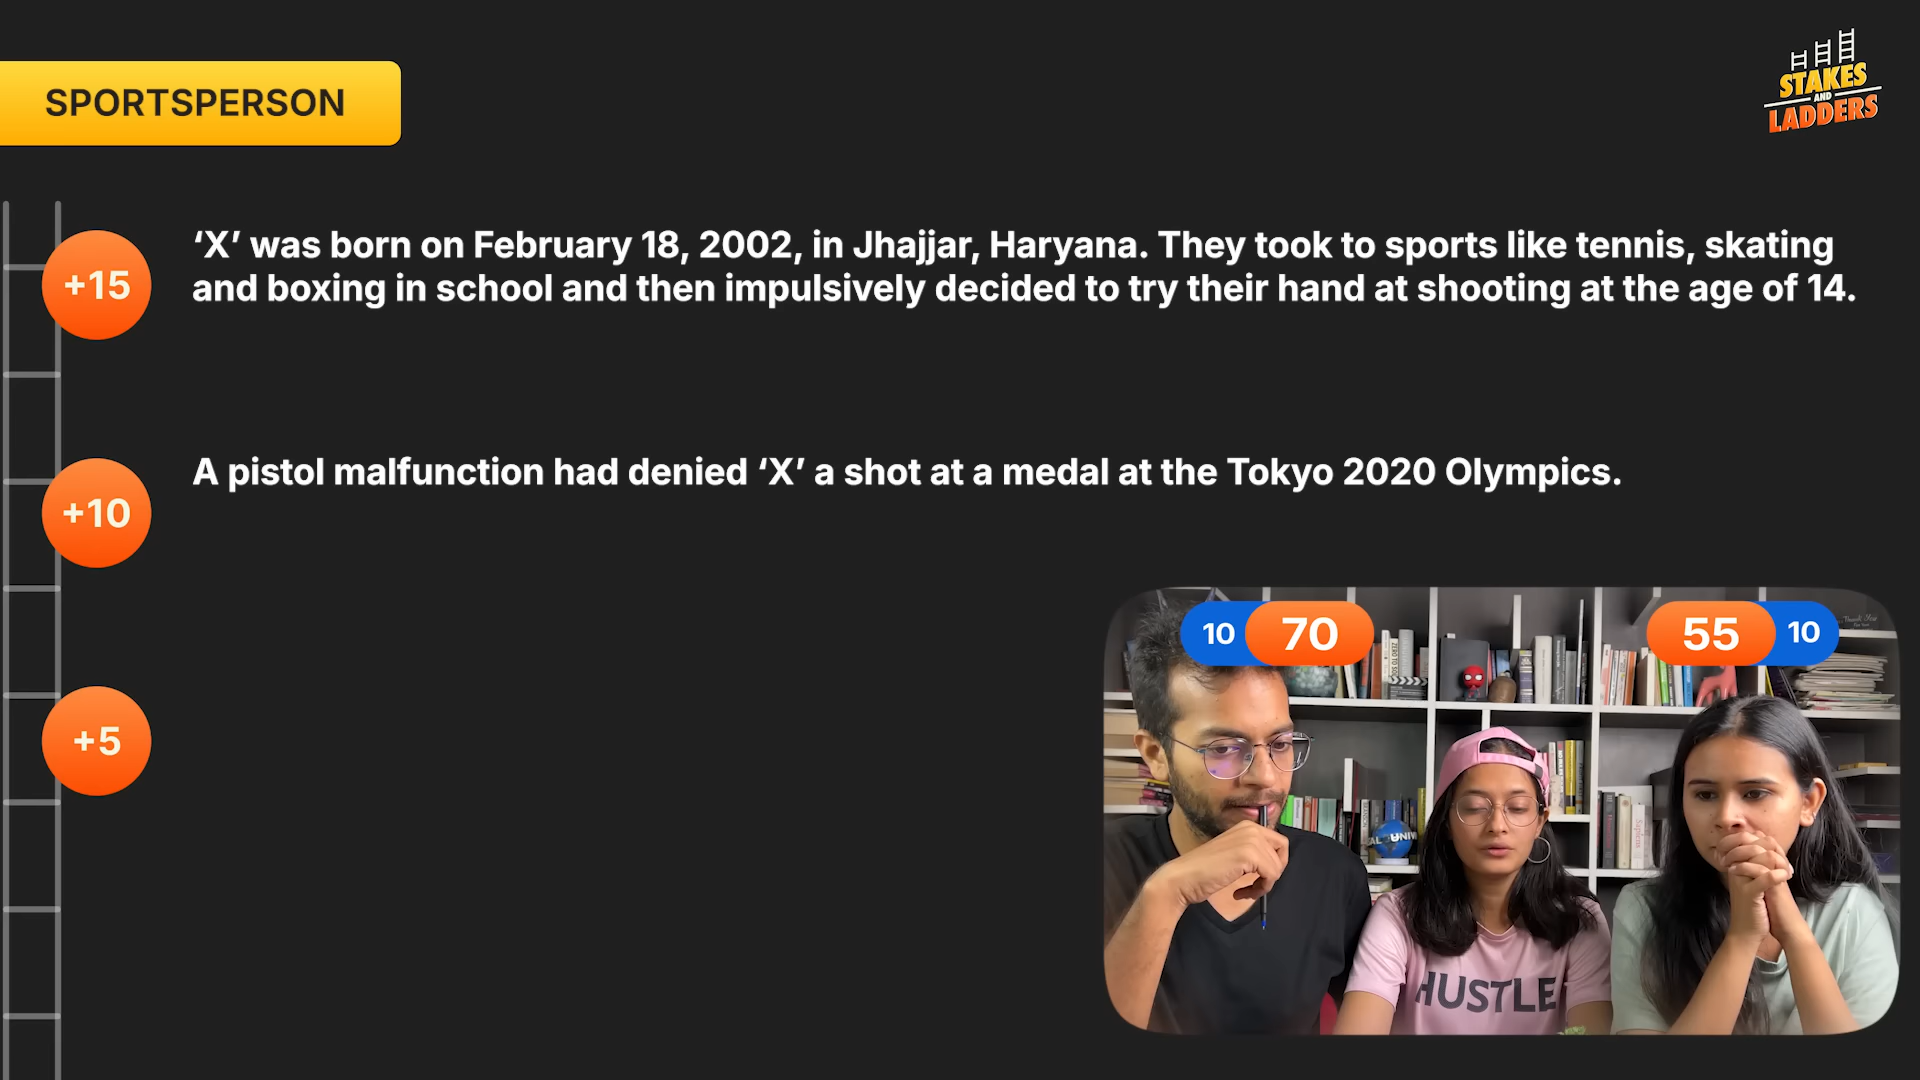 SPORTSPERSON
STAKES
AND
LADDERS
+15
‘X’ was born on February 18, 2002, in Jhajjar, Haryana. They took to sports like tennis, skating
and boxing in school and then impulsively decided to try their hand at shooting at the age of 14.
+10
A pistol malfunction had denied ‘X’ a shot at a medal at the Tokyo 2020 Olympics.
+5
10 70
55 10
HUSTLE